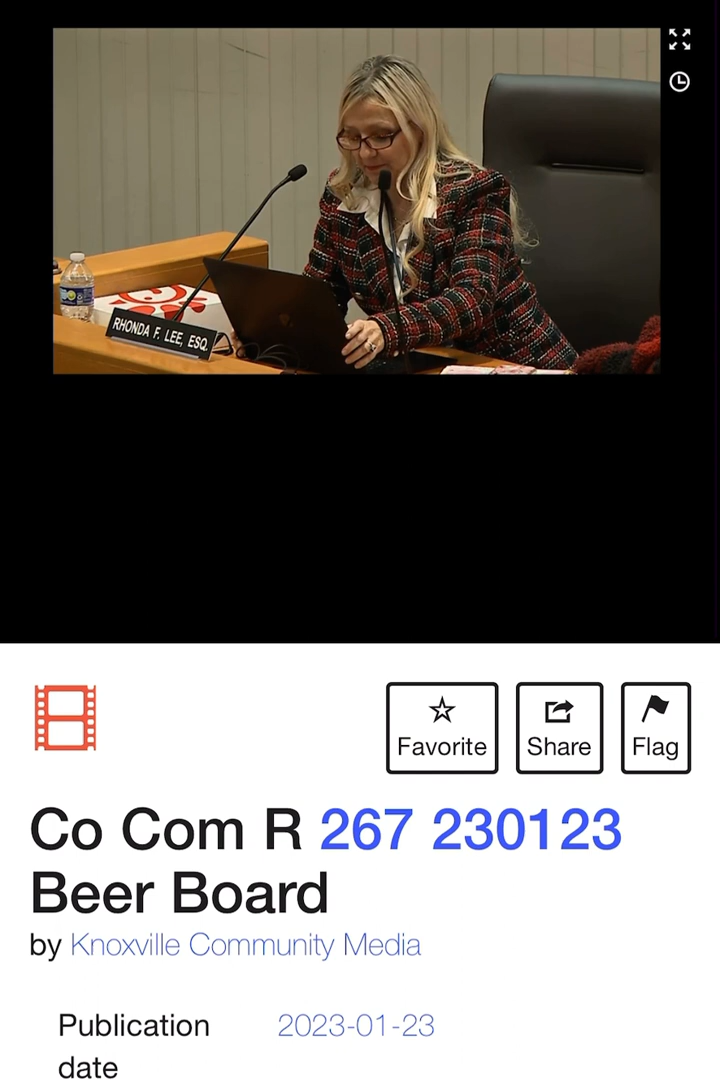 RHONDA F. LEE, ESQ.
Favorite
Share
Flag
Co Com R 267 230123
Beer Board
by Knoxville Community Media
Publication
date
2023-01-23